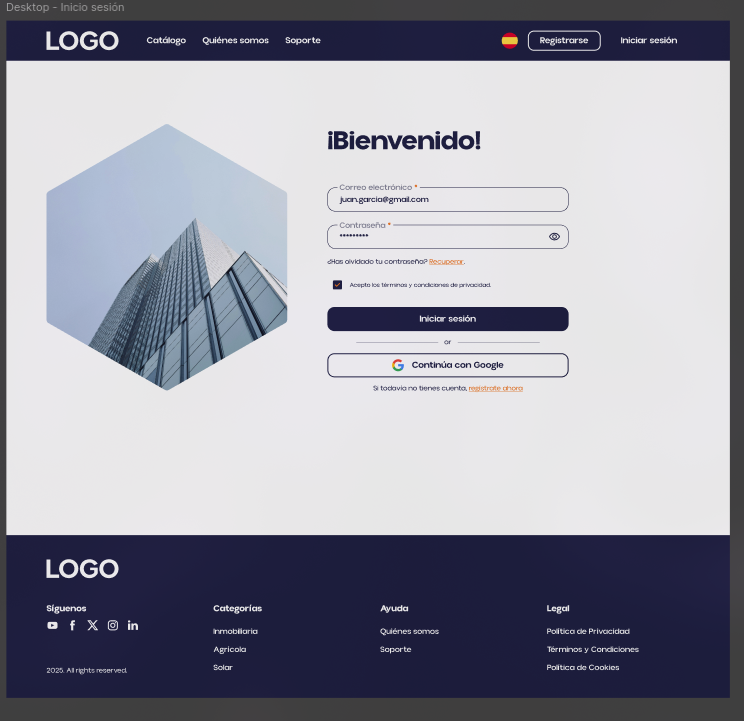 Desktop - Inicio sesión
LOGO Catálogo Quiénes somos Soporte Registrarse Iniciar sesión
¡Bienvenido!
Correo electrónico *
juan.garcia@gmail.com
Contraseña *
•••••••••
¿Has olvidado tu contraseña? Recuperar.
Acepto los términos y condiciones de privacidad.
Iniciar sesión
or
Continúa con Google
Si todavía no tienes cuenta, regístrate ahora
LOGO
Síguenos Categorías Ayuda Legal
Inmobiliaria Quiénes somos Política de Privacidad
Agrícola Soporte Términos y Condiciones
2025. All rights reserved. Solar Política de Cookies